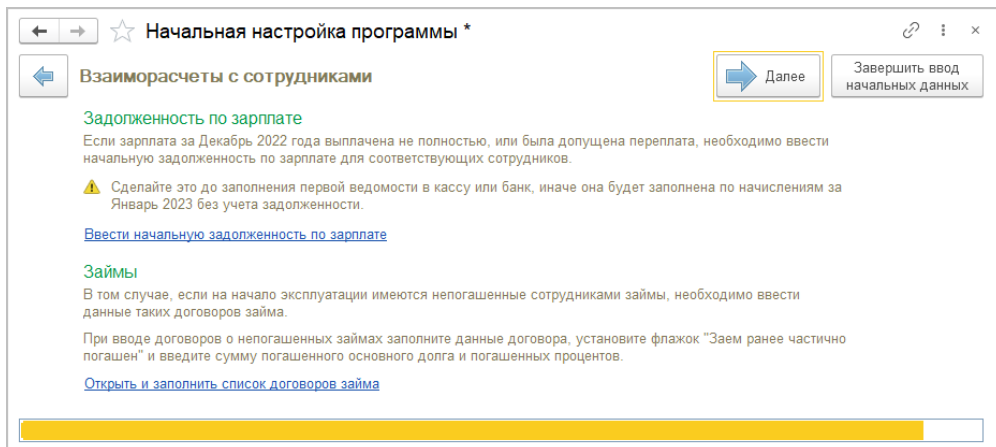 Начальная настройка программы *
Взаиморасчеты с сотрудниками
Далее
Завершить ввод
начальных данных
Задолженность по зарплате
Если зарплата за Декабрь 2022 года выплачена не полностью, или была допущена переплата, необходимо ввести
начальную задолженность по зарплате для соответствующих сотрудников.
Сделайте это до заполнения первой ведомости в кассу или банк, иначе она будет заполнена по начислениям за
Январь 2023 без учета задолженности.
Ввести начальную задолженность по зарплате
Займы
В том случае, если на начало эксплуатации имеются непогашенные сотрудниками займы, необходимо ввести
данные таких договоров займа.
При вводе договоров о непогашенных займах заполните данные договора, установите флажок "Заем ранее частично
погашен" и введите сумму погашенного основного долга и погашенных процентов.
Открыть и заполнить список договоров займа